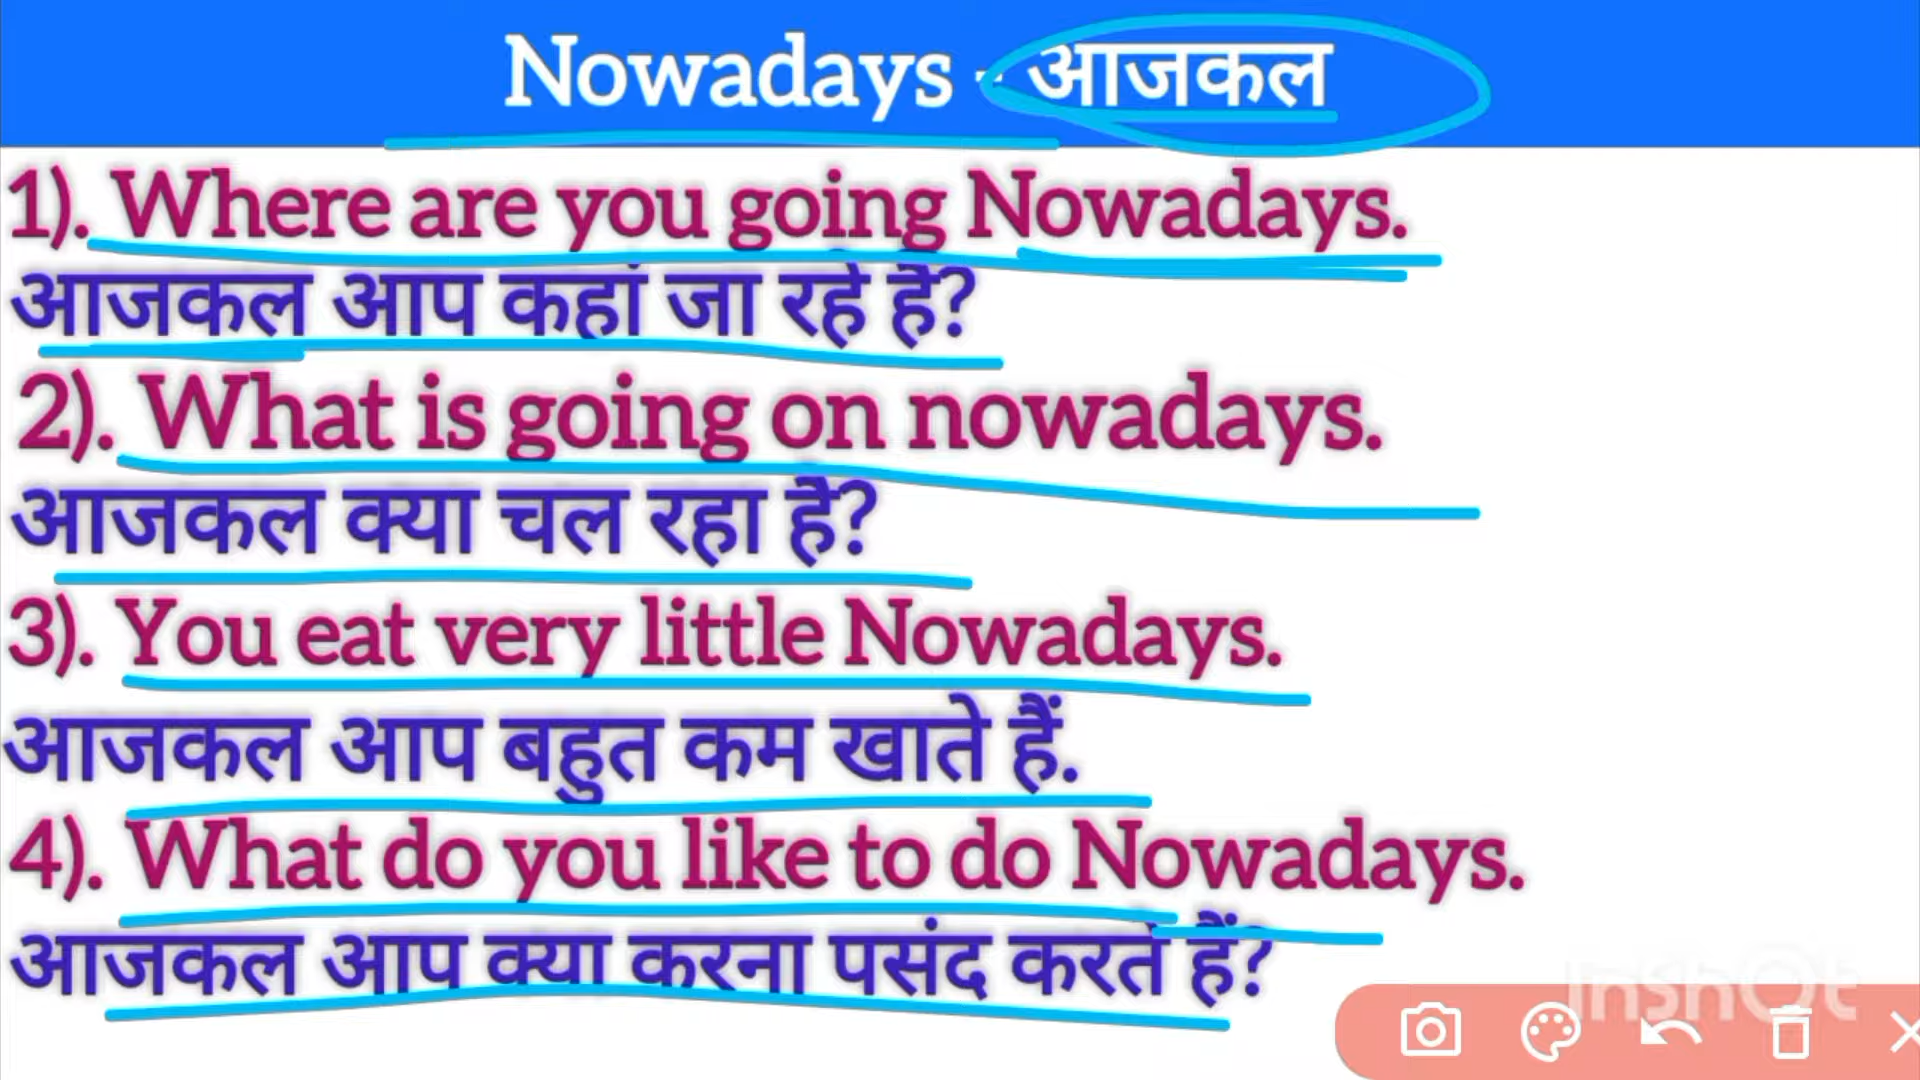 Nowadays - आजकल
1). Where are you going Nowadays.
आजकल आप कहां जा रहे हैं?
2). What is going on nowadays.
आजकल क्या चल रहा है?
3). You eat very little Nowadays.
आजकल आप बहुत कम खाते हैं.
4). What do you like to do Nowadays.
आजकल आप क्या करना पसंद करते हैं?
InShOt